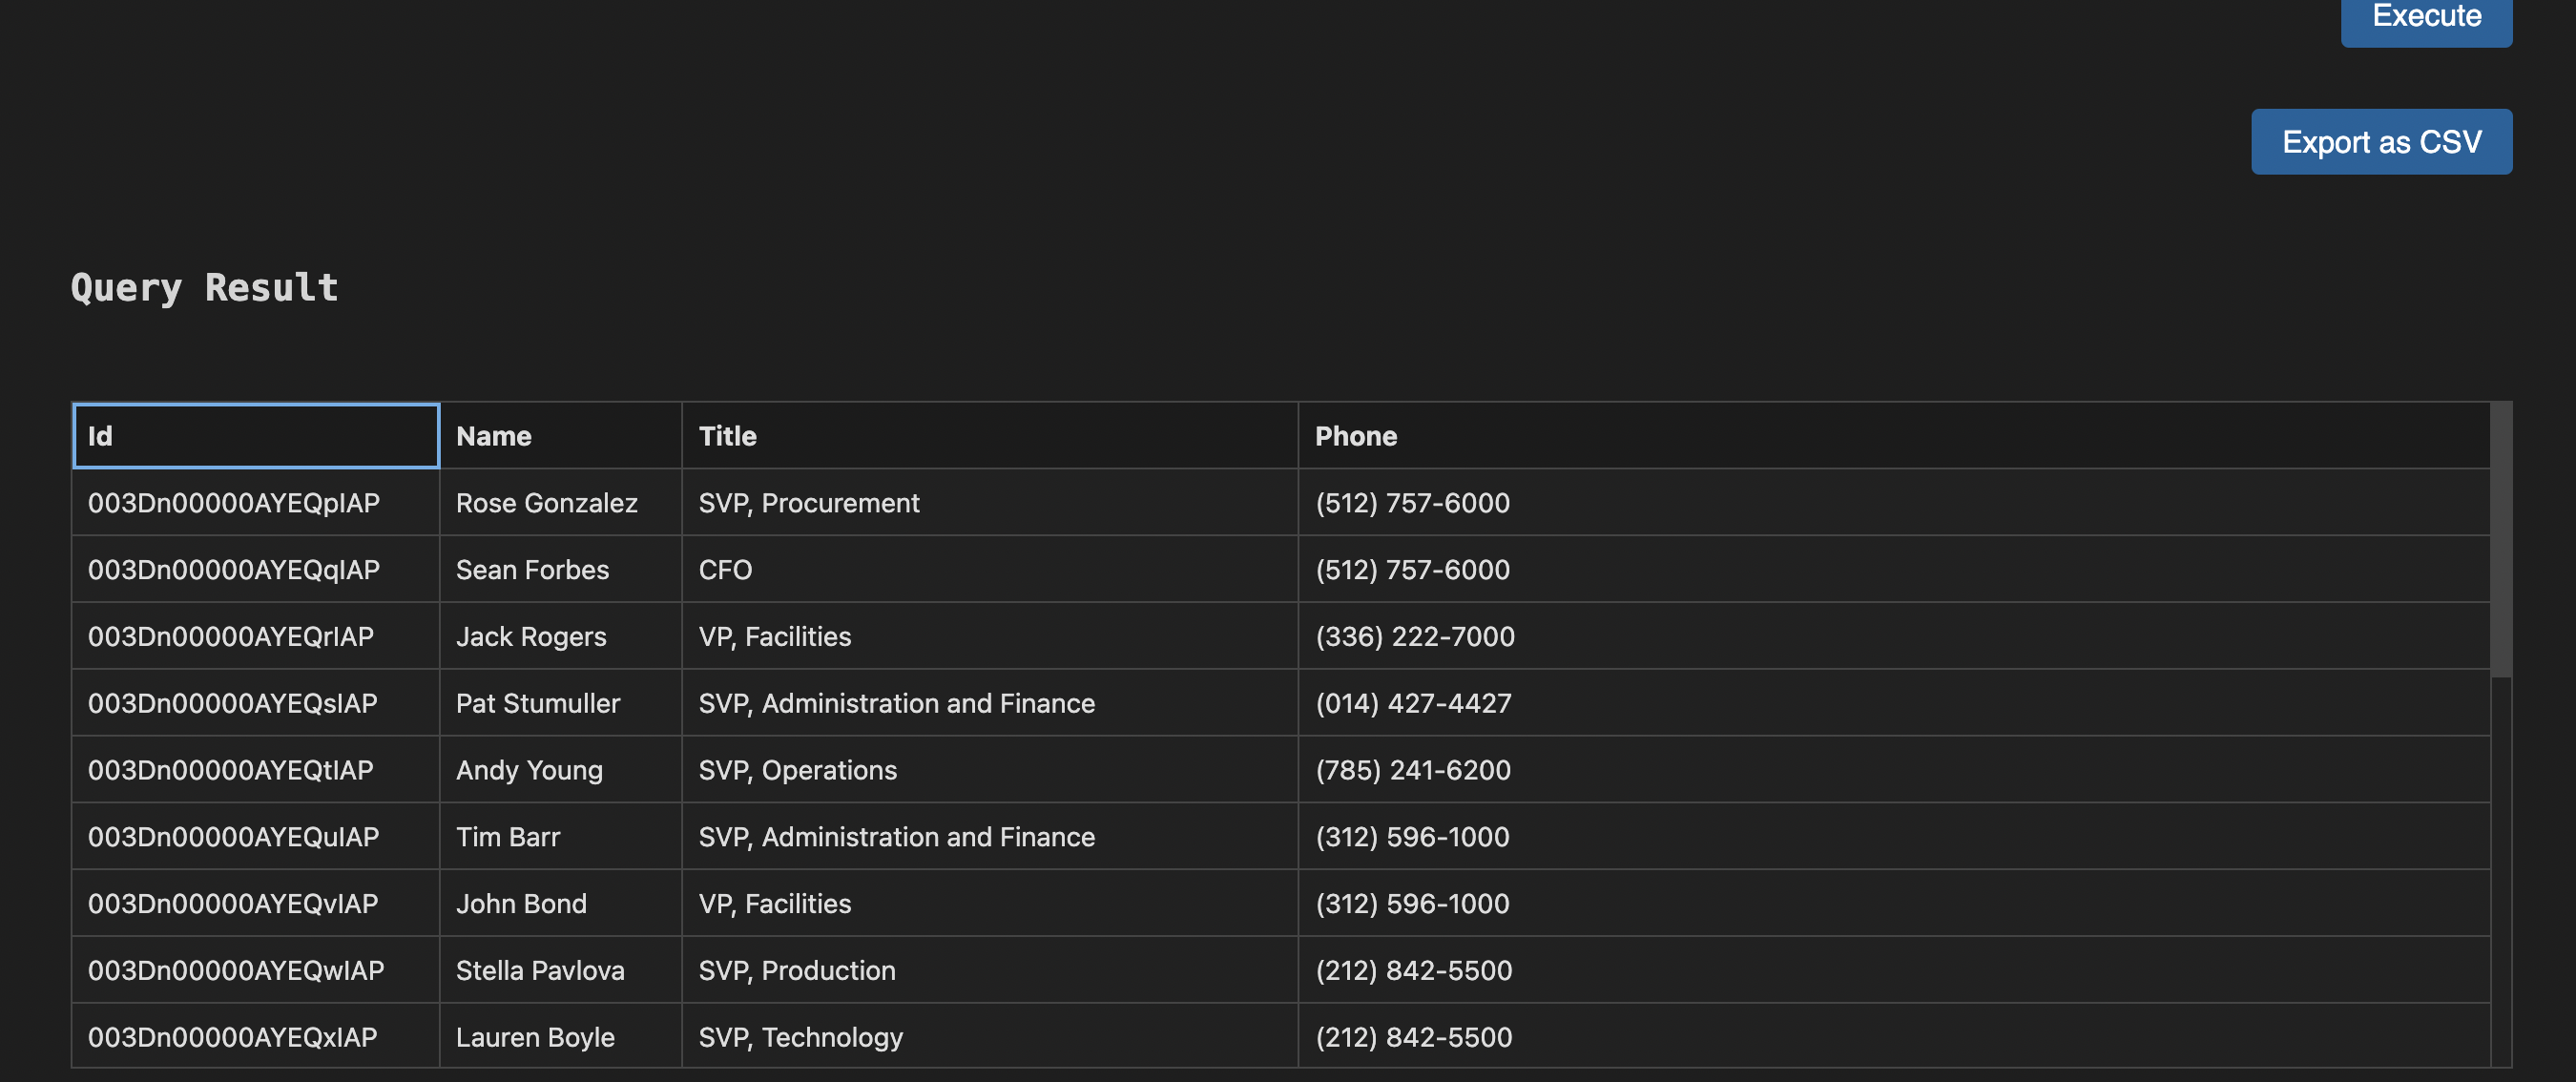 Execute
Export as CSV
Query Result
Id Name Title Phone
003Dn00000AYEQpIAP Rose Gonzalez SVP, Procurement (512) 757-6000
003Dn00000AYEQqIAP Sean Forbes CFO (512) 757-6000
003Dn00000AYEQrIAP Jack Rogers VP, Facilities (336) 222-7000
003Dn00000AYEQsIAP Pat Stumuller SVP, Administration and Finance (014) 427-4427
003Dn00000AYEQtIAP Andy Young SVP, Operations (785) 241-6200
003Dn00000AYEQuIAP Tim Barr SVP, Administration and Finance (312) 596-1000
003Dn00000AYEQvIAP John Bond VP, Facilities (312) 596-1000
003Dn00000AYEQwIAP Stella Pavlova SVP, Production (212) 842-5500
003Dn00000AYEQxIAP Lauren Boyle SVP, Technology (212) 842-5500